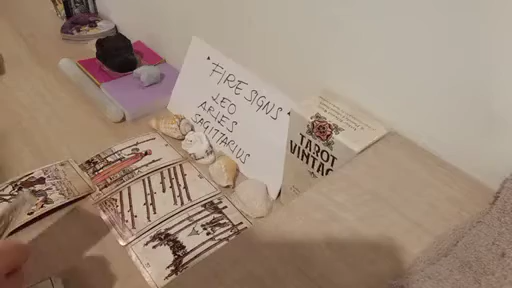 FIRE SIGNS
LEO
ARIES
SAGITTARIUS
TAROT
VINTAG